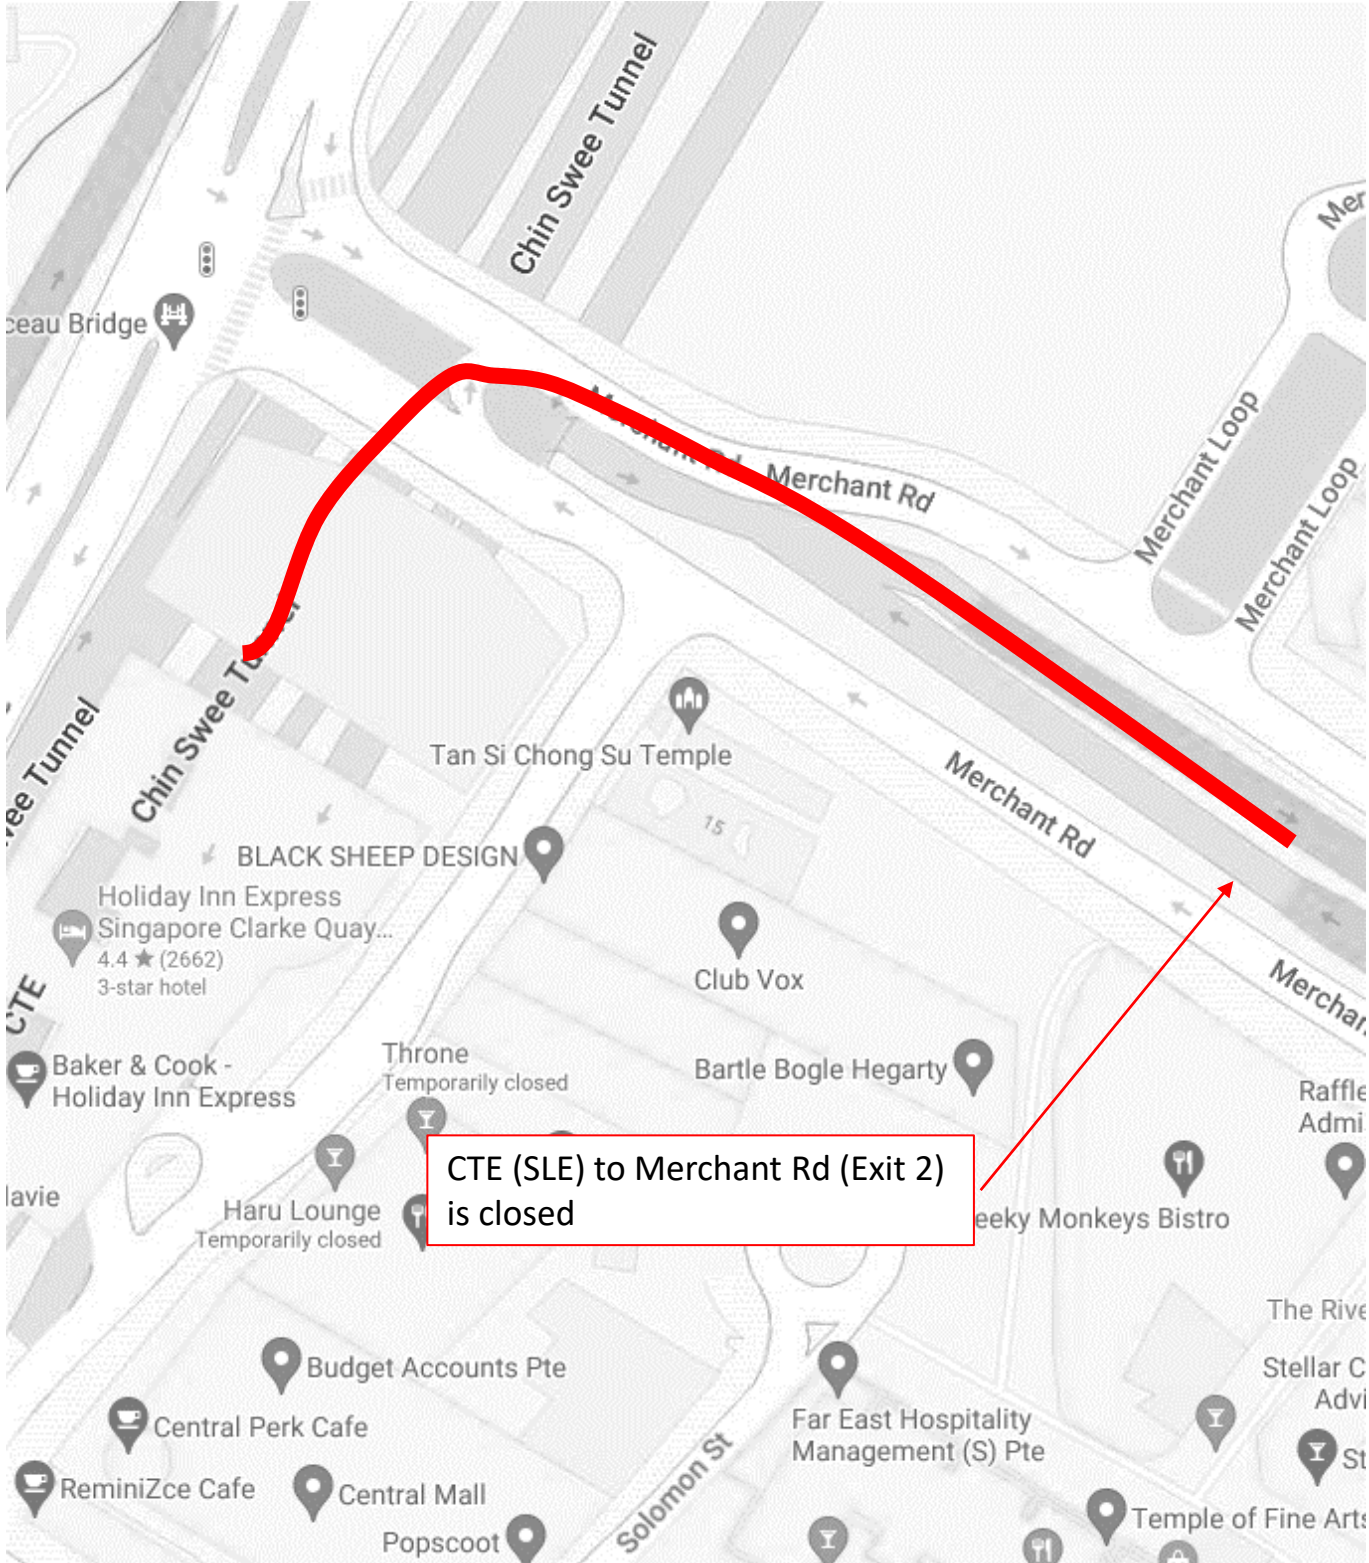 Chin Swee Tunnel
Mer
ceau Bridge
Merchant Rd
Merchant Rd
Merchant Loop
Merchant Loop
Chin Swee Tunnel
wee Tunnel
Tan Si Chong Su Temple
Merchant Rd
15
BLACK SHEEP DESIGN
Holiday Inn Express
Singapore Clarke Quay...
4.4 ★ (2662)
3-star hotel
Club Vox
Merchan
CTE
Throne
Temporarily closed
Baker & Cook -
Holiday Inn Express
Bartle Bogle Hegarty
Raffle
Admi
CTE (SLE) to Merchant Rd (Exit 2)
is closed
lavie
Haru Lounge
Temporarily closed
eeky Monkeys Bistro
The Rive
Budget Accounts Pte
Stellar C
Advi
Central Perk Cafe
Far East Hospitality
Management (S) Pte
St
ReminiZce Cafe
Central Mall
Solomon St
Temple of Fine Arts
Popscoot